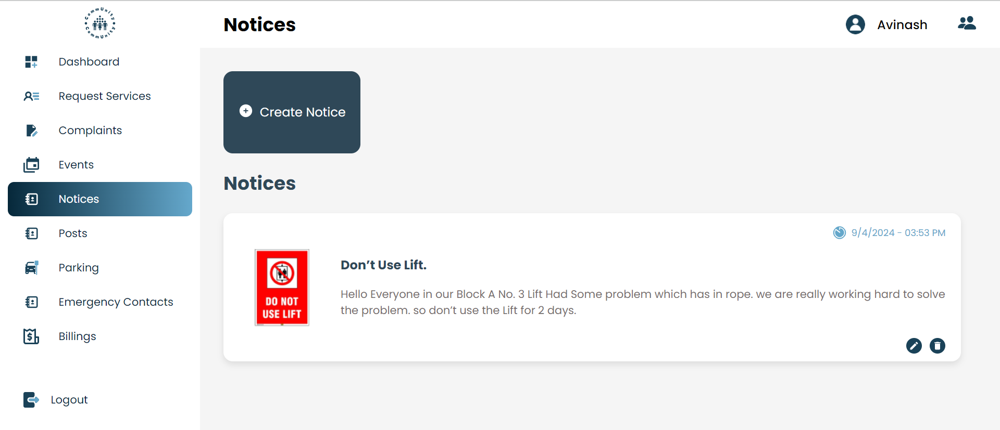 CommUnity
CommUnity
Notices
Avinash
Dashboard
Request Services
Complaints
Events
Notices
Posts
Parking
Emergency Contacts
Billings
Logout
Create Notice
Notices
9/4/2024 - 03:53 PM
DO NOT
USE LIFT
Don’t Use Lift.
Hello Everyone in our Block A No. 3 Lift Had Some problem which has in rope. we are really working hard to solve
the problem. so don’t use the Lift for 2 days.